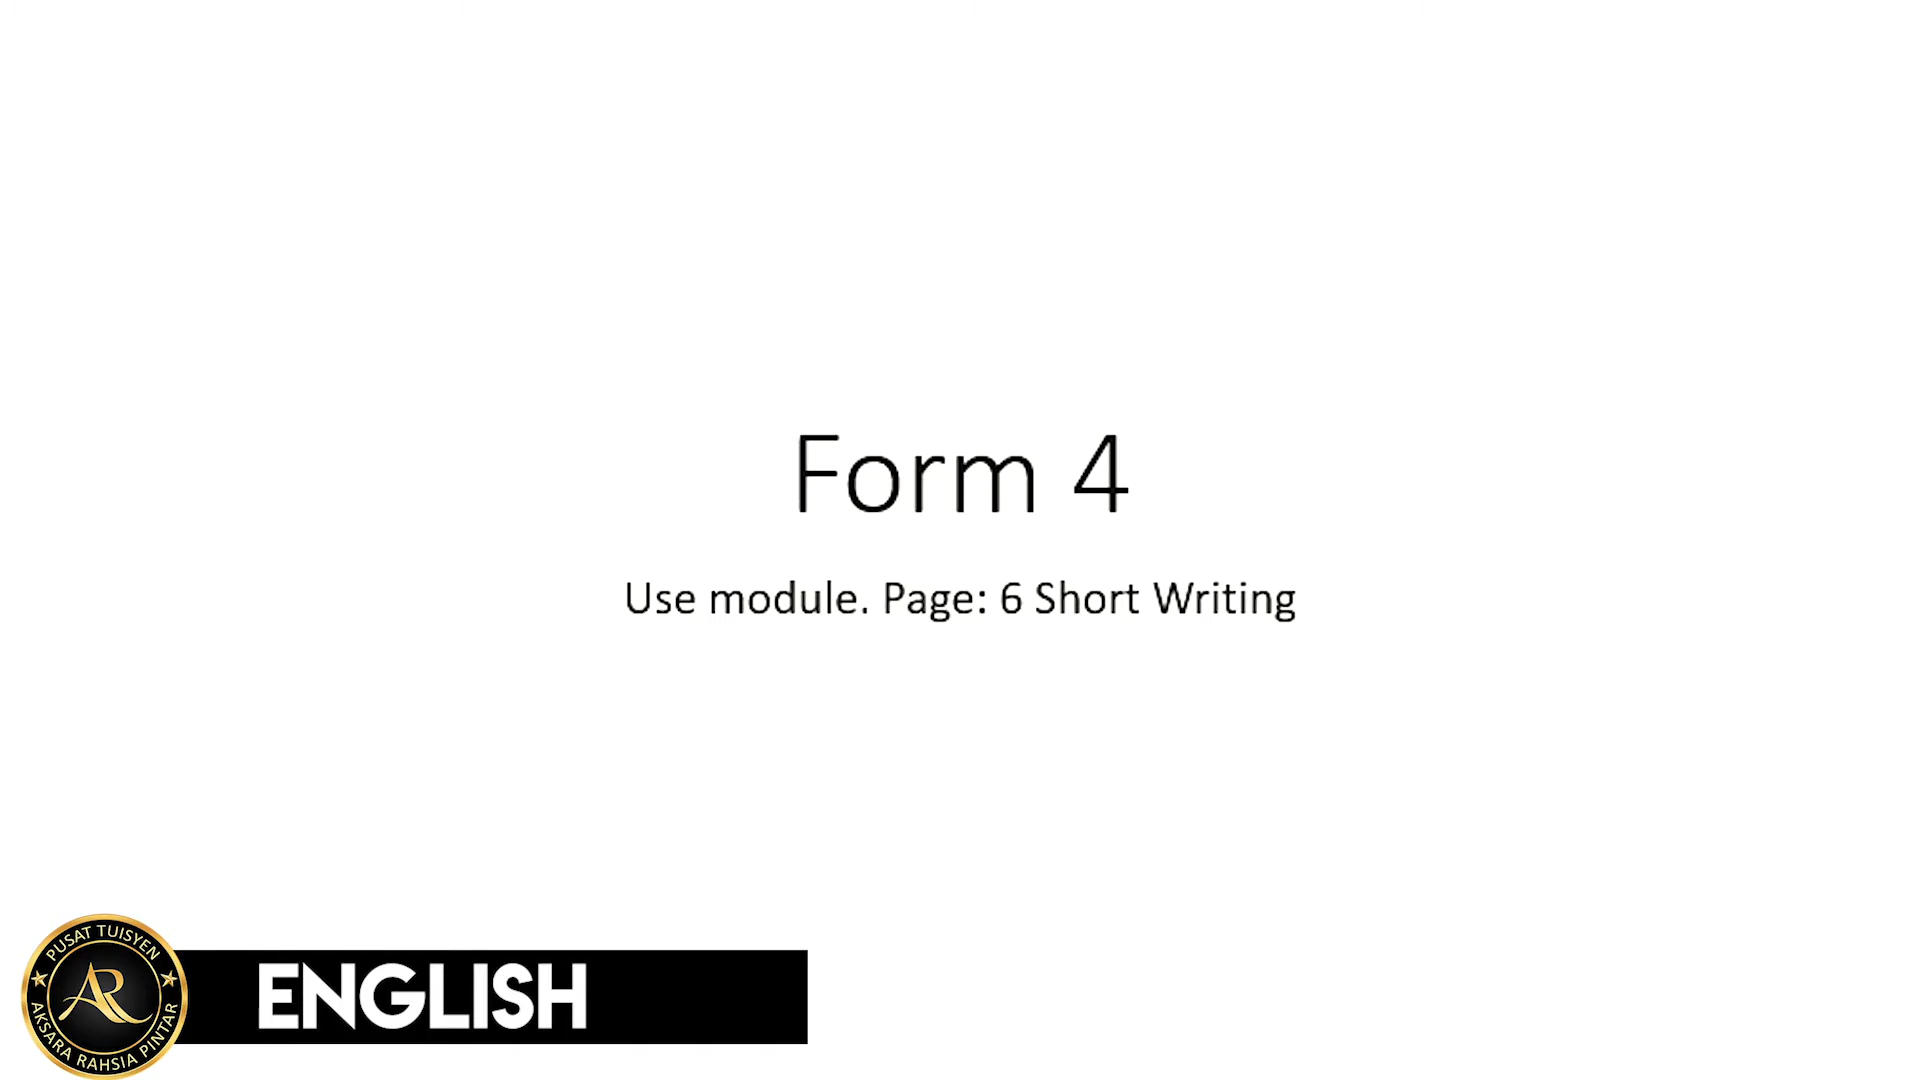 Form 4
Use module. Page: 6 Short Writing
PUSAT TUISYEN
AR
AKSARA RAHSIA PINTAR
ENGLISH